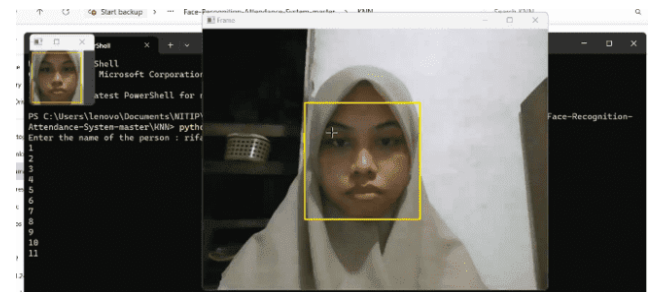 Start backup > ... Face-Recognition-Attendance-System-master > KNN
Search KNN
Frame
Shell
Shell
Microsoft Corporation
atest PowerShell for
PS C:\Users\lenovo\Documents\NITIP\
Face-Recognition-
Attendance-System-master\KNN> pytho
Enter the name of the person : rifa
1
2
3
4
5
6
7
8
9
10
11